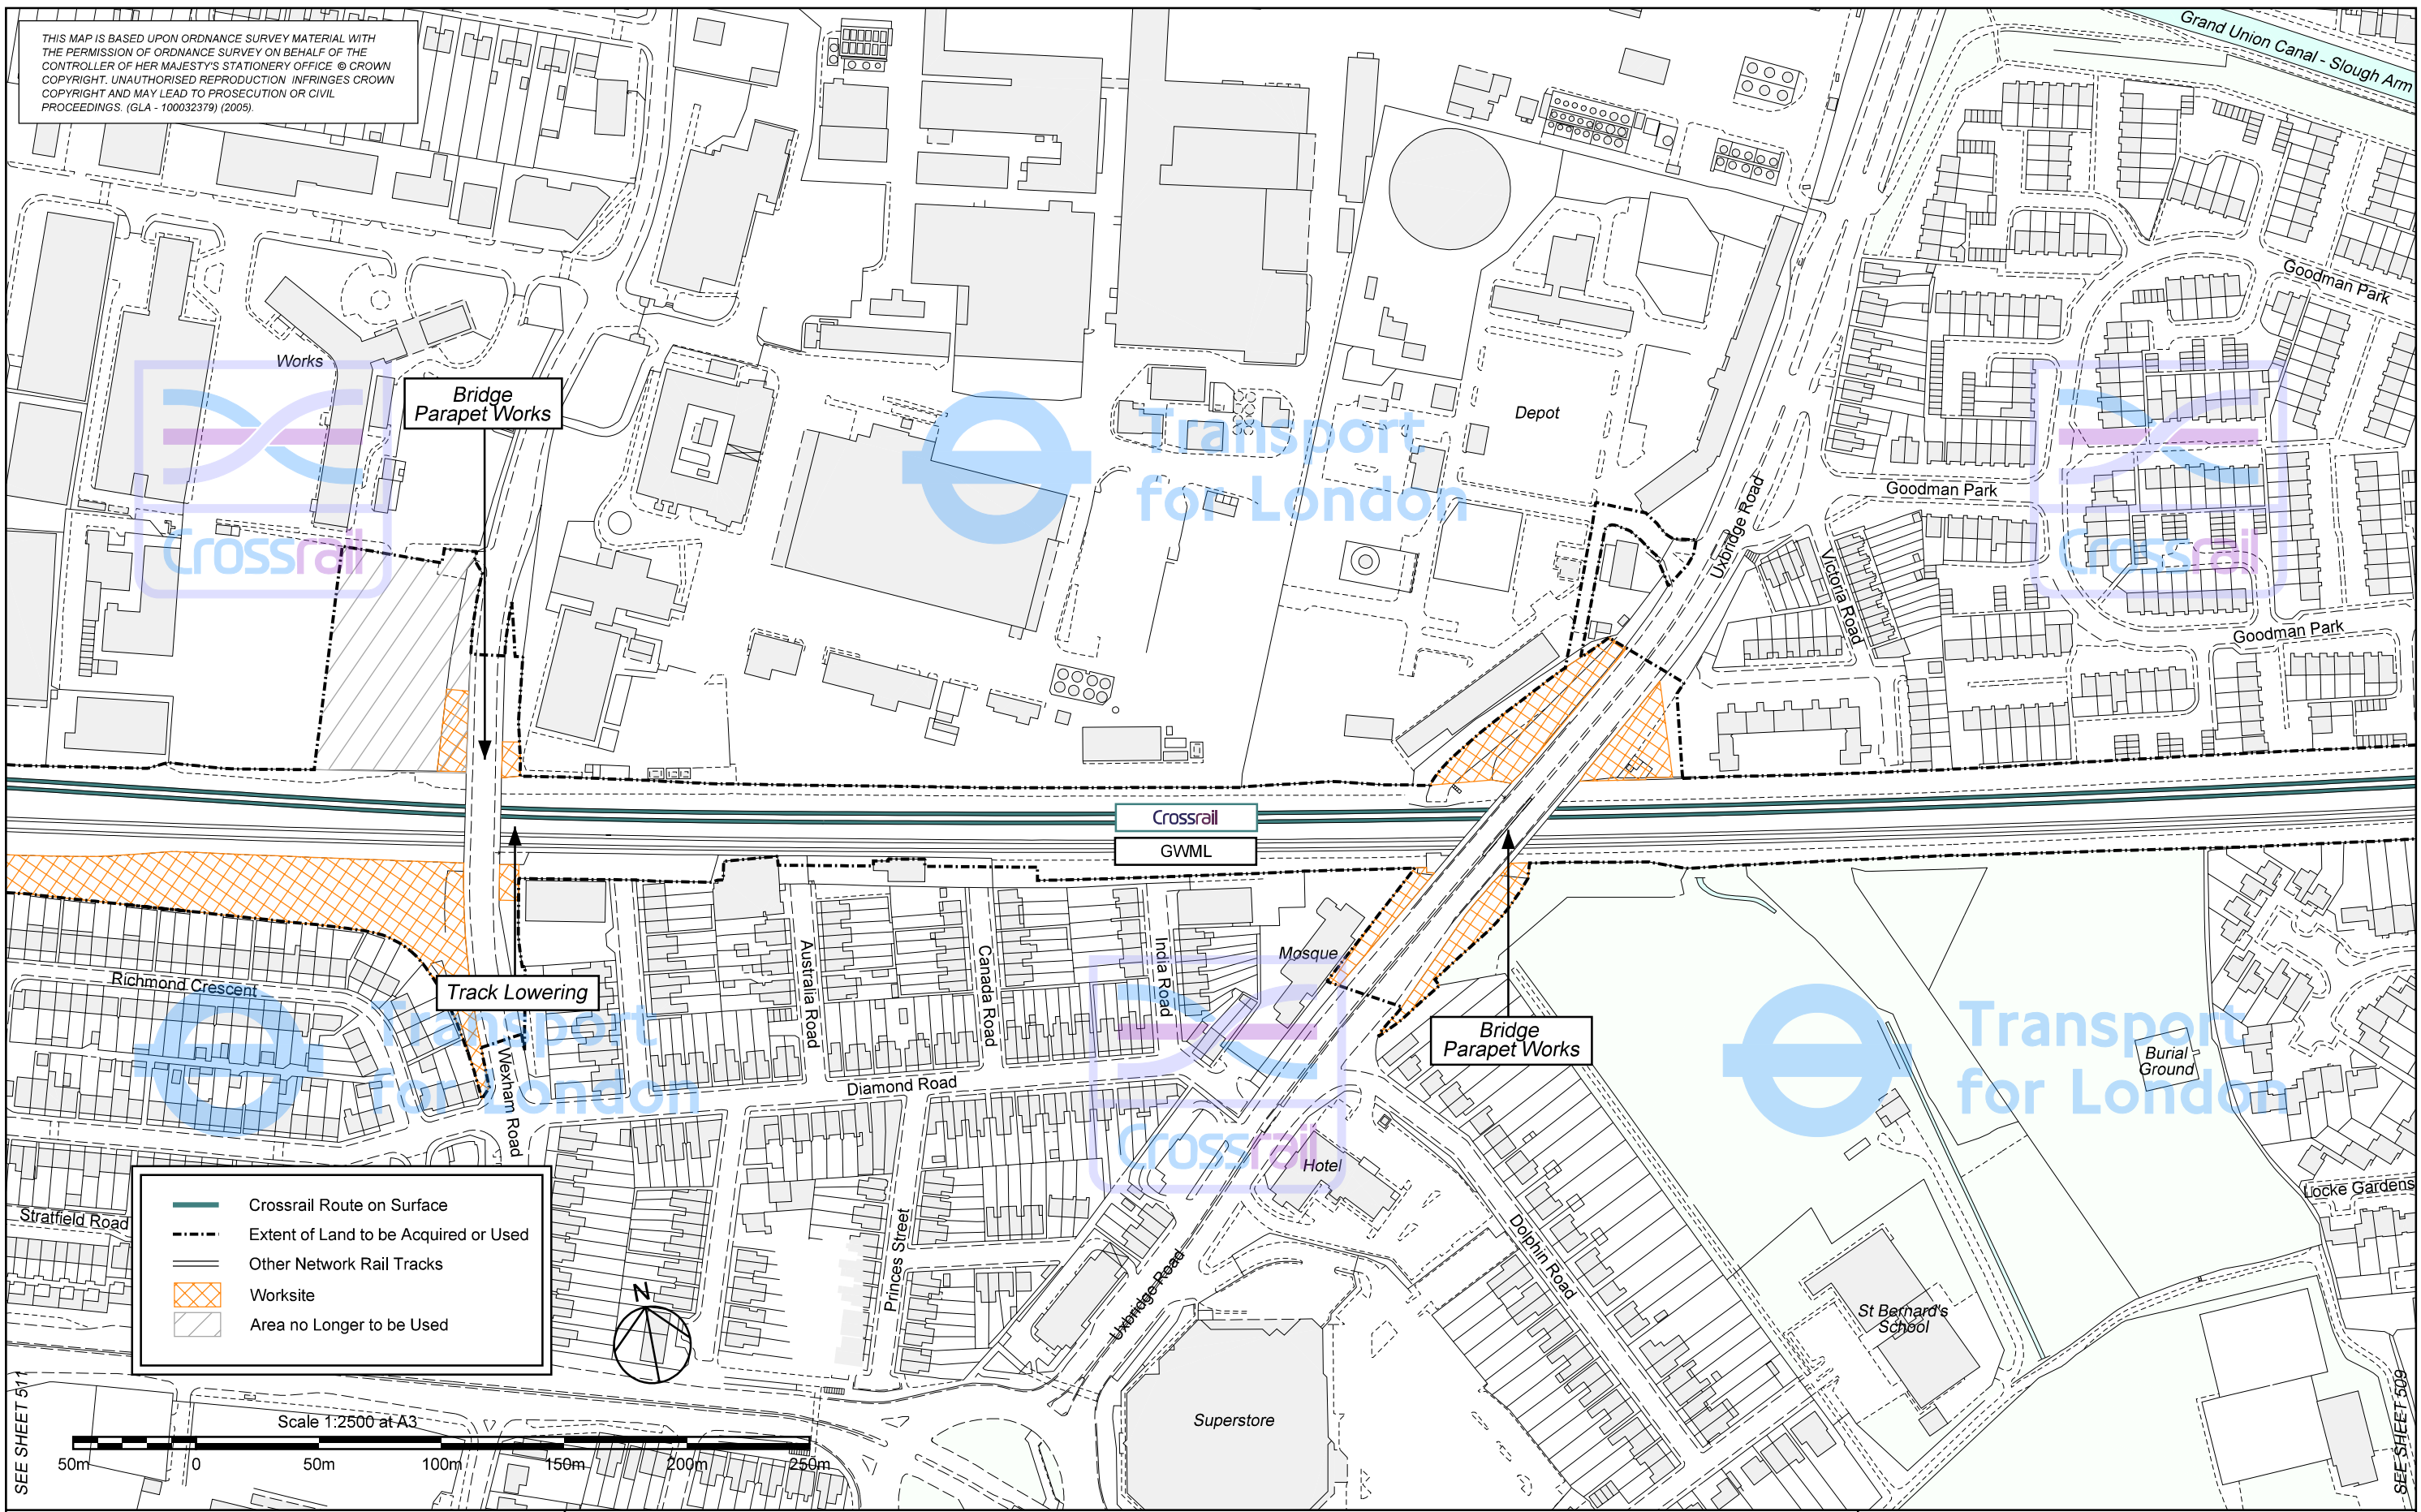 THIS MAP IS BASED UPON ORDNANCE SURVEY MATERIAL WITH
THE PERMISSION OF ORDNANCE SURVEY ON BEHALF OF THE
CONTROLLER OF HER MAJESTY'S STATIONERY OFFICE © CROWN
COPYRIGHT. UNAUTHORISED REPRODUCTION INFRINGES CROWN
COPYRIGHT AND MAY LEAD TO PROSECUTION OR CIVIL
PROCEEDINGS. (GLA - 100032379) (2005).
Grand Union Canal - Slough Arm
Goodman Park
Works
Bridge
Parapet Works
Depot
Transport
for London
Crossrail
Crossrail
Goodman Park
Uxbridge Road
Victoria Road
Goodman Park
Crossrail
GWML
Mosque
Australia Road
Canada Road
India Road
Richmond Crescent
Track Lowering
Transport
for London
Transport
for London
Bridge
Parapet Works
Burial
Ground
Wexham Road
Diamond Road
Crossrail
Hotel
Locke Gardens
Stratfield Road
Princes Street
Uxbridge Road
Dolphin Road
St Bernard's
School
Crossrail Route on Surface
Extent of Land to be Acquired or Used
Other Network Rail Tracks
Worksite
Area no Longer to be Used
N
Superstore
SEE SHEET 511
SEE SHEET 509
Scale 1:2500 at A3
50m 0 50m 100m 150m 200m 250m